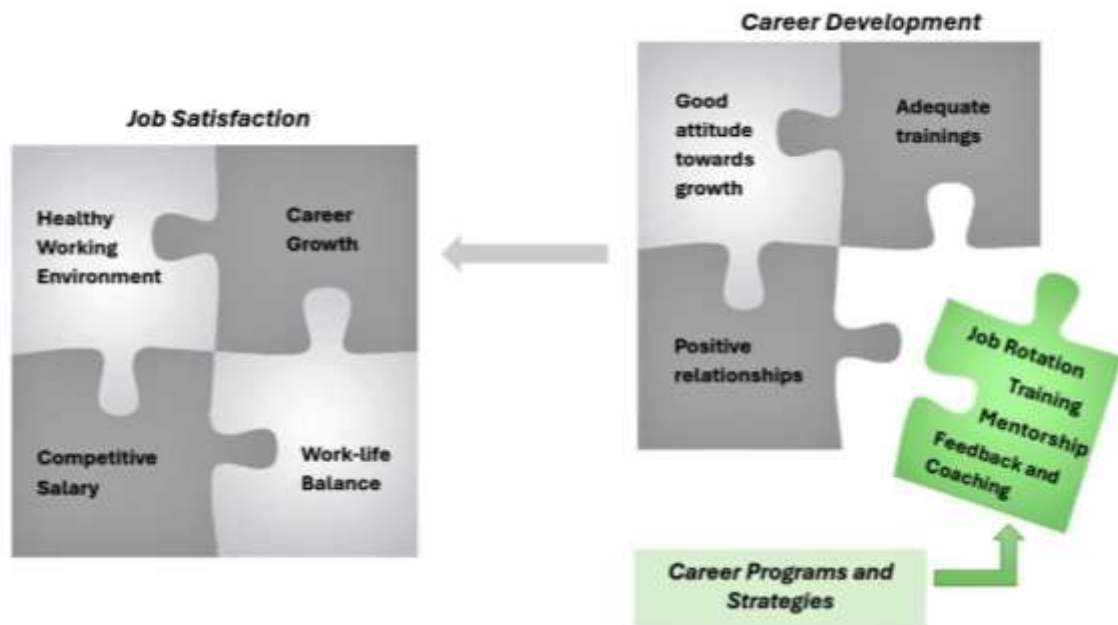 Career Development
Job Satisfaction
Good
attitude
towards
growth
Adequate
trainings
Healthy
Working
Environment
Career
Growth
Positive
relationships
Job Rotation
Training
Mentorship
Feedback and
Coaching
Competitive
Salary
Work-life
Balance
Career Programs and
Strategies